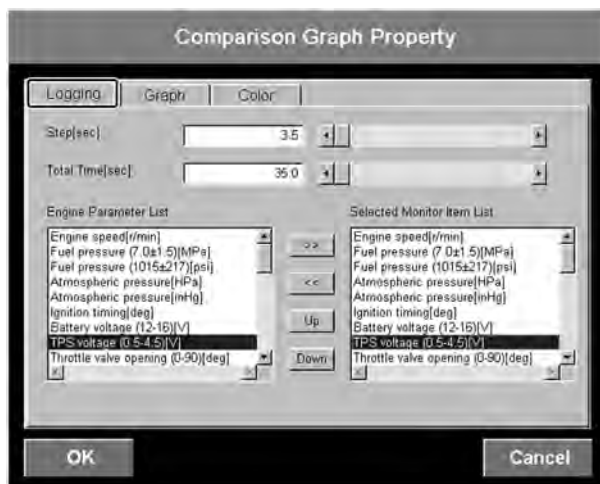 Comparison Graph Property
Logging Graph Color
Step[sec] 3.5
Total Time[sec] 35.0
Engine Parameter List
Engine speed[r/min]
Fuel pressure (7.0±1.5)[MPa]
Fuel pressure (1015±217)[psi]
Atmospheric pressure[HPa]
Atmospheric pressure[inHg]
Ignition timing[deg]
Battery voltage (12-16)[V]
TPS voltage (0.5-4.5)[V]
Throttle valve opening (0-90)[deg]
>>
<<
Up
Down
Selected Monitor Item List
Engine speed[r/min]
Fuel pressure (7.0±1.5)[MPa]
Fuel pressure (1015±217)[psi]
Atmospheric pressure[HPa]
Atmospheric pressure[inHg]
Ignition timing[deg]
Battery voltage (12-16)[V]
TPS voltage (0.5-4.5)[V]
Throttle valve opening (0-90)[deg]
OK Cancel